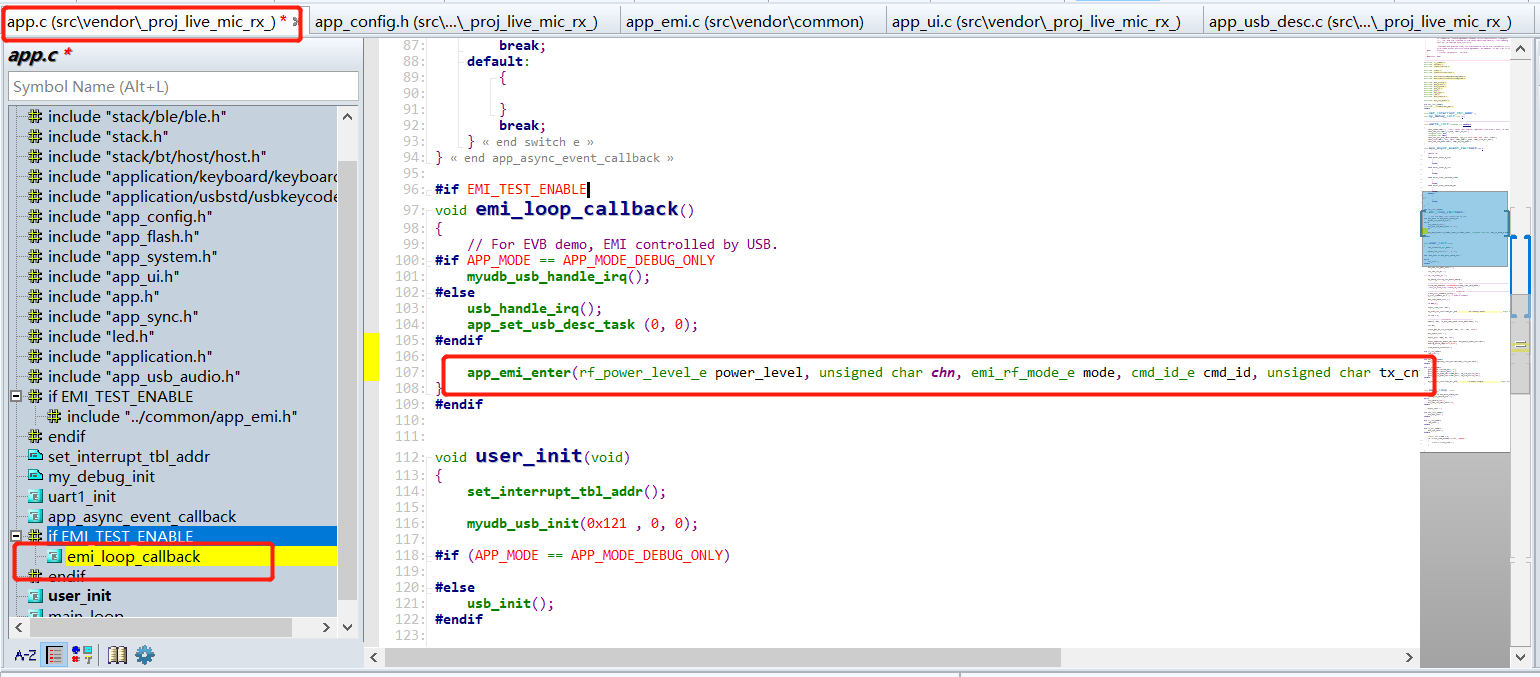 app.c (src\vendor\_proj_live_mic_rx_) *
app_config.h (src\...\_proj_live_mic_rx_)
app_emi.c (src\vendor\common)
app_ui.c (src\vendor\_proj_live_mic_rx_)
app_usb_desc.c (src\...\_proj_live_mic_rx_)
app.c *
Symbol Name (Alt+L)
include "stack/ble/ble.h"
include "stack.h"
include "stack/bt/host/host.h"
include "application/keyboard/keyboard
include "application/usbstd/usbkeycode
include "app_config.h"
include "app_flash.h"
include "app_system.h"
include "app_ui.h"
include "app.h"
include "app_sync.h"
include "led.h"
include "application.h"
include "app_usb_audio.h"
if EMI_TEST_ENABLE
include "../common/app_emi.h"
endif
set_interrupt_tbl_addr
my_debug_init
uart1_init
app_async_event_callback
if EMI_TEST_ENABLE
emi_loop_callback
endif
user_init
main_loop
A-Z
87: break;
88: default:
89: {
90:
91: }
92: break;
93: } « end switch e »
94: } « end app_async_event_callback »
95:
96: #if EMI_TEST_ENABLE
97: void emi_loop_callback()
98: {
99: // For EVB demo, EMI controlled by USB.
100: #if APP_MODE == APP_MODE_DEBUG_ONLY
101: myudb_usb_handle_irq();
102: #else
103: usb_handle_irq();
104: app_set_usb_desc_task (0, 0);
105: #endif
106:
107: app_emi_enter(rf_power_level_e power_level, unsigned char chn, emi_rf_mode_e mode, cmd_id_e cmd_id, unsigned char tx_cn
108: }
109: #endif
110:
111:
112: void user_init(void)
113: {
114: set_interrupt_tbl_addr();
115:
116: myudb_usb_init(0x121 , 0, 0);
117:
118: #if (APP_MODE == APP_MODE_DEBUG_ONLY)
119:
120: #else
121: usb_init();
122: #endif
123: